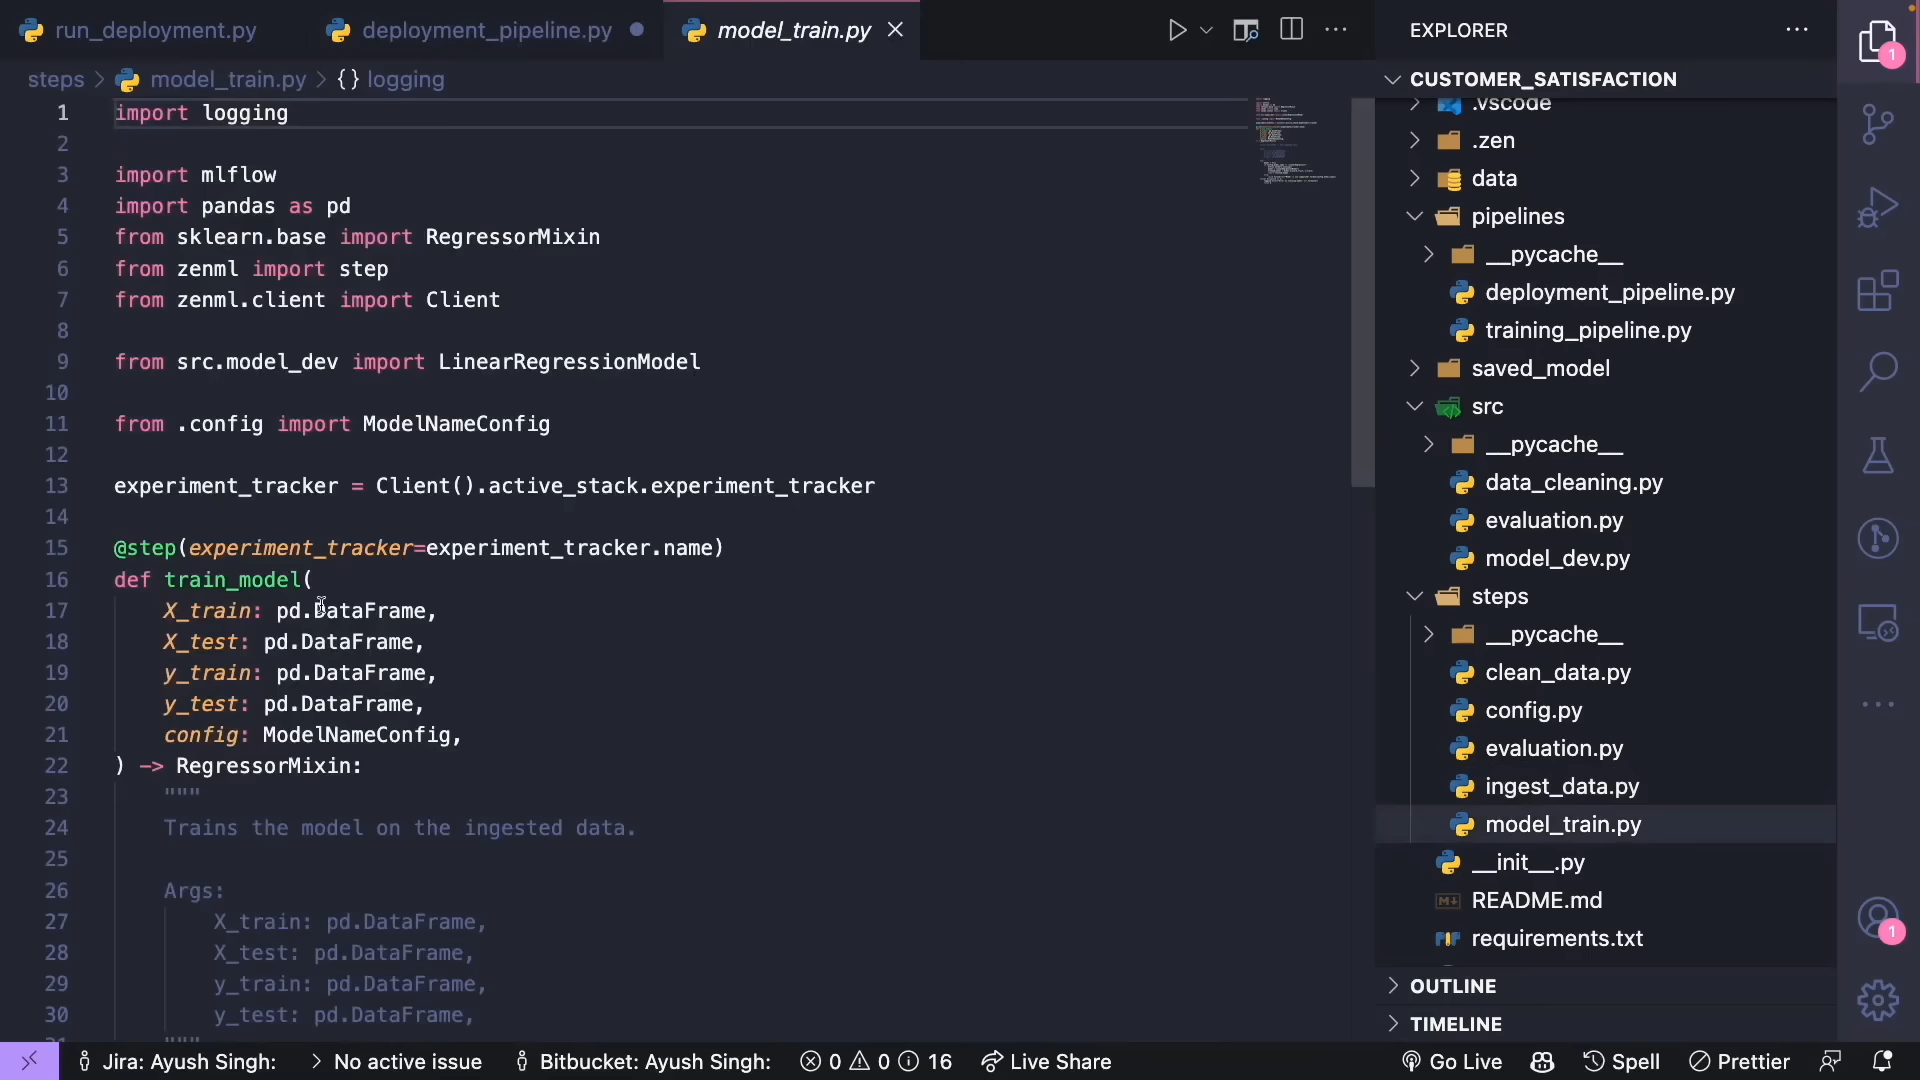 run_deployment.py
deployment_pipeline.py
model_train.py
steps > model_train.py > {} logging
1 import logging
2
3 import mlflow
4 import pandas as pd
5 from sklearn.base import RegressorMixin
6 from zenml import step
7 from zenml.client import Client
8
9 from src.model_dev import LinearRegressionModel
10
11 from .config import ModelNameConfig
12
13 experiment_tracker = Client().active_stack.experiment_tracker
14
15 @step(experiment_tracker=experiment_tracker.name)
16 def train_model(
17 X_train: pd.DataFrame,
18 X_test: pd.DataFrame,
19 y_train: pd.DataFrame,
20 y_test: pd.DataFrame,
21 config: ModelNameConfig,
22 ) -> RegressorMixin:
23 """
24 Trains the model on the ingested data.
25
26 Args:
27 X_train: pd.DataFrame,
28 X_test: pd.DataFrame,
29 y_train: pd.DataFrame,
30 y_test: pd.DataFrame,
EXPLORER
CUSTOMER_SATISFACTION
.vscode
.zen
data
pipelines
__pycache__
deployment_pipeline.py
training_pipeline.py
saved_model
src
__pycache__
data_cleaning.py
evaluation.py
model_dev.py
steps
__pycache__
clean_data.py
config.py
evaluation.py
ingest_data.py
model_train.py
__init__.py
README.md
requirements.txt
OUTLINE
TIMELINE
1
1
Jira: Ayush Singh: > No active issue Bitbucket: Ayush Singh: 0 0 16 Live Share Go Live Spell Prettier